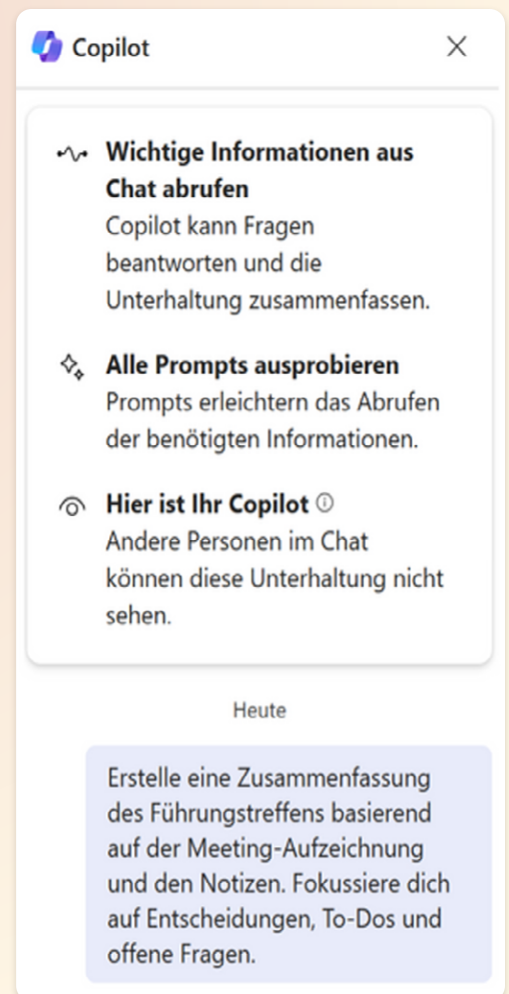 Copilot
Wichtige Informationen aus
Chat abrufen
Copilot kann Fragen
beantworten und die
Unterhaltung zusammenfassen.
Alle Prompts ausprobieren
Prompts erleichtern das Abrufen
der benötigten Informationen.
Hier ist Ihr Copilot
Andere Personen im Chat
können diese Unterhaltung nicht
sehen.
Heute
Erstelle eine Zusammenfassung
des Führungstreffens basierend
auf der Meeting-Aufzeichnung
und den Notizen. Fokussiere dich
auf Entscheidungen, To-Dos und
offene Fragen.